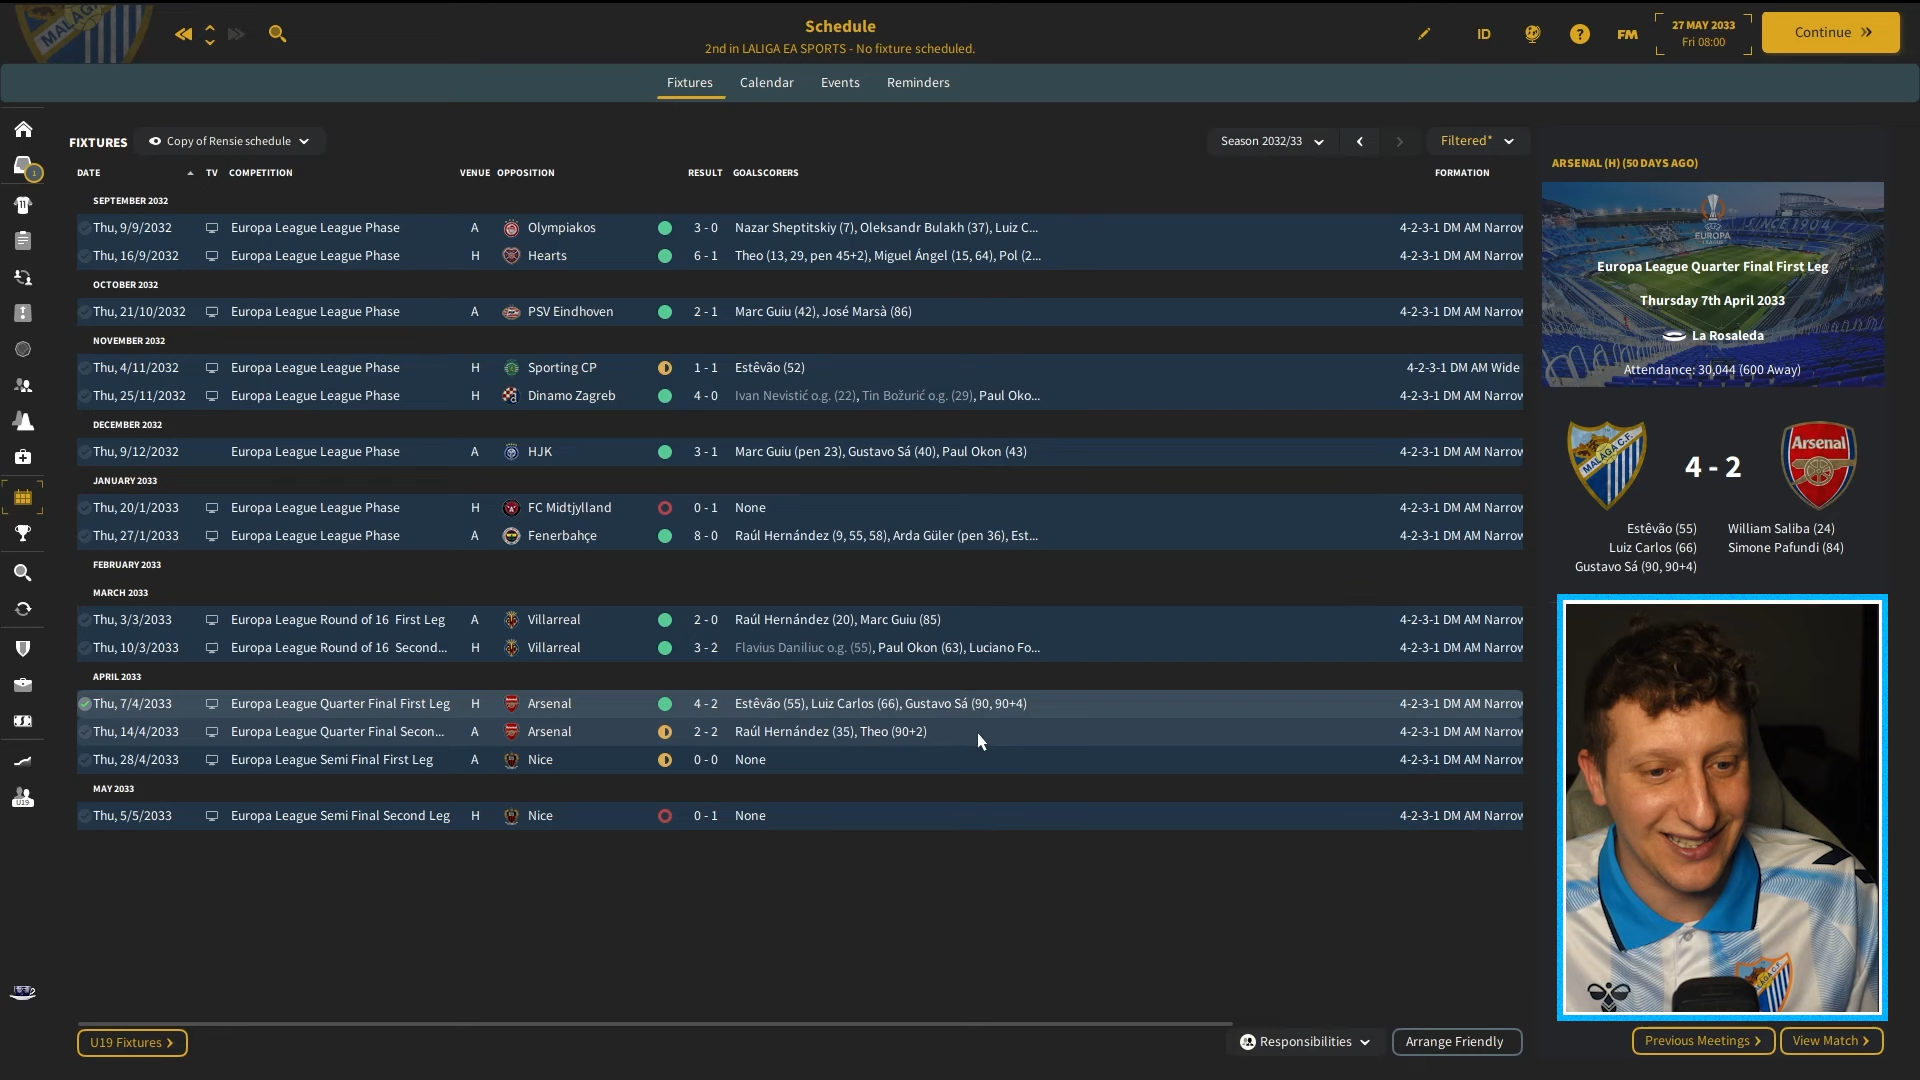 Schedule
2nd in LALIGA EA SPORTS - No fixture scheduled.
ID
?
FM
27 MAY 2033
Fri 08:00
Continue
Fixtures
Calendar
Events
Reminders
FIXTURES
Copy of Rensie schedule
Season 2032/33
Filtered*
DATE TV COMPETITION VENUE OPPOSITION RESULT GOALSCORERS FORMATION
SEPTEMBER 2032
Thu, 9/9/2032 Europa League League Phase A Olympiakos 3 - 0 Nazar Sheptitskiy (7), Oleksandr Bulakh (37), Luiz C... 4-2-3-1 DM AM Narrow
Thu, 16/9/2032 Europa League League Phase H Hearts 6 - 1 Theo (13, 29, pen 45+2), Miguel Ángel (15, 64), Pol (2... 4-2-3-1 DM AM Narrow
OCTOBER 2032
Thu, 21/10/2032 Europa League League Phase A PSV Eindhoven 2 - 1 Marc Guiu (42), José Marsà (86) 4-2-3-1 DM AM Narrow
NOVEMBER 2032
Thu, 4/11/2032 Europa League League Phase H Sporting CP 1 - 1 Estêvão (52) 4-2-3-1 DM AM Wide
Thu, 25/11/2032 Europa League League Phase H Dinamo Zagreb 4 - 0 Ivan Nevistić o.g. (22), Tin Božurić o.g. (29), Paul Oko... 4-2-3-1 DM AM Narrow
DECEMBER 2032
Thu, 9/12/2032 Europa League League Phase A HJK 3 - 1 Marc Guiu (pen 23), Gustavo Sá (40), Paul Okon (43) 4-2-3-1 DM AM Narrow
JANUARY 2033
Thu, 20/1/2033 Europa League League Phase H FC Midtjylland 0 - 1 None 4-2-3-1 DM AM Narrow
Thu, 27/1/2033 Europa League League Phase A Fenerbahçe 8 - 0 Raúl Hernández (9, 55, 58), Arda Güler (pen 36), Est... 4-2-3-1 DM AM Narrow
FEBRUARY 2033
MARCH 2033
Thu, 3/3/2033 Europa League Round of 16 First Leg A Villarreal 2 - 0 Raúl Hernández (20), Marc Guiu (85) 4-2-3-1 DM AM Narrow
Thu, 10/3/2033 Europa League Round of 16 Second... H Villarreal 3 - 2 Flavius Daniliuc o.g. (55), Paul Okon (63), Luciano Fo... 4-2-3-1 DM AM Narrow
APRIL 2033
Thu, 7/4/2033 Europa League Quarter Final First Leg H Arsenal 4 - 2 Estêvão (55), Luiz Carlos (66), Gustavo Sá (90, 90+4) 4-2-3-1 DM AM Narrow
Thu, 14/4/2033 Europa League Quarter Final Secon... A Arsenal 2 - 2 Raúl Hernández (35), Theo (90+2) 4-2-3-1 DM AM Narrow
Thu, 28/4/2033 Europa League Semi Final First Leg A Nice 0 - 0 None 4-2-3-1 DM AM Narrow
MAY 2033
Thu, 5/5/2033 Europa League Semi Final Second Leg H Nice 0 - 1 None 4-2-3-1 DM AM Narrow
ARSENAL (H) (50 DAYS AGO)
EUROPA
SINCE 1904
Europa League Quarter Final First Leg
Thursday 7th April 2033
La Rosaleda
Attendance: 30,044 (600 Away)
MALAGA C.F.
4 - 2
Arsenal
Estêvão (55)
Luiz Carlos (66)
Gustavo Sá (90, 90+4)
William Saliba (24)
Simone Pafundi (84)
1
11
U19
U19 Fixtures
Responsibilities
Arrange Friendly
Previous Meetings
View Match